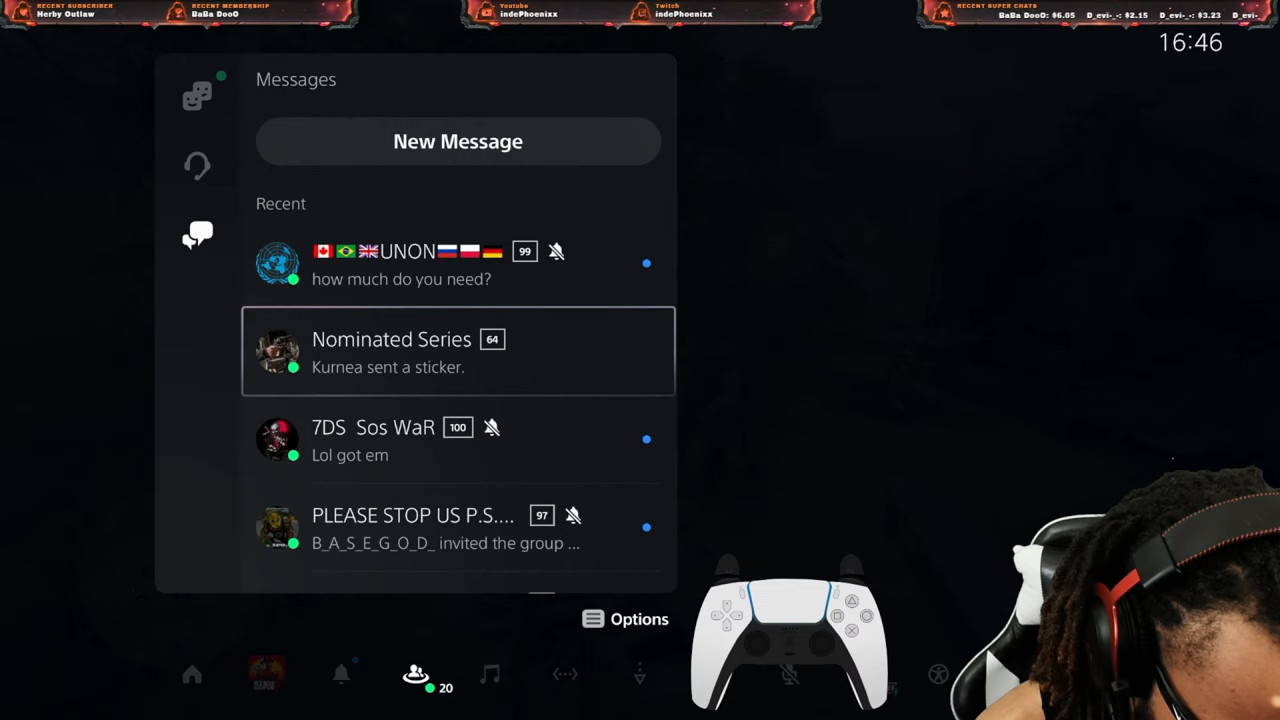 RECENT SUBSCRIBER
Herby Outlaw
RECENT MEMBERSHIP
BaBa DooO
Youtube
indePhoenixx
Twitch
indePhoenixx
RECENT SUPER CHATS
BaBa DooO: $6.05 D_evi-_-: $2.15 D_evi-_-: $3.23 D_evi-_
16:46
Messages
New Message
Recent
UNON 99
how much do you need?
Nominated Series 64
Kurnea sent a sticker.
7DS Sos WaR 100
Lol got em
PLEASE STOP US P.S.... 97
B_A_S_E_G_O_D_ invited the group ...
Options
20